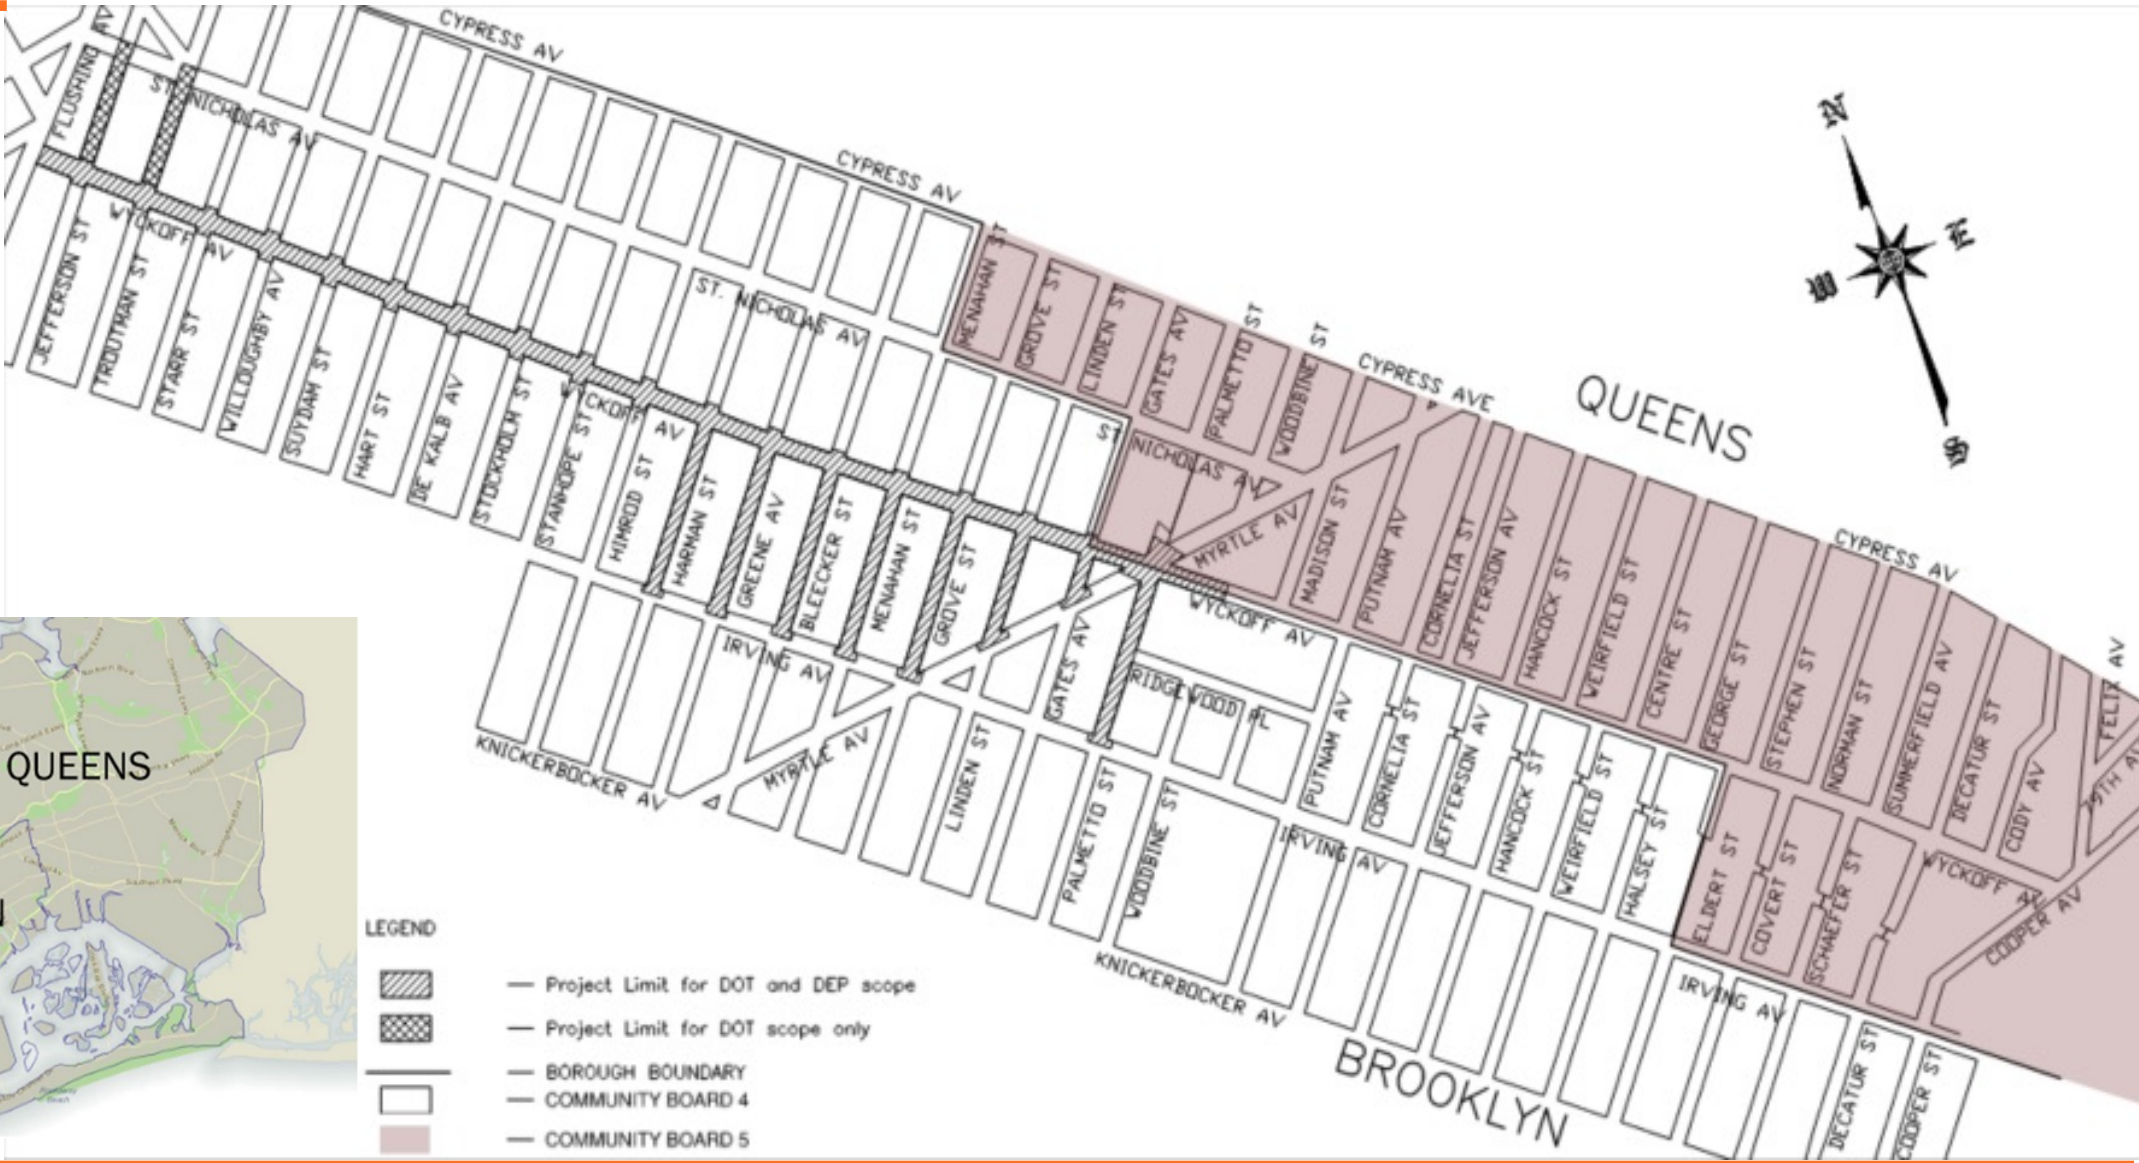 CYPRESS AV
FLUSHING AV
ST. NICHOLAS AV
CYPRESS AV
WYCKOFF AV
JEFFERSON ST
TROUTMAN ST
STARR ST
WILLOUGHBY AV
SUYDAM ST
HART ST
DE KALB AV
STOCKHOLM ST
STANHOPE ST
WYCKOFF AV
HIMROD ST
HARMAN ST
GREENE AV
BLEECKER ST
MENAHAN ST
GROVE ST
ST. NICHOLAS AV
MENAHAN ST
GROVE ST
LINDEN ST
GATES AV
PALMETTO ST
WOODBINE ST
CYPRESS AVE
QUEENS
N
E
W
S
ST NICHOLAS AV
MYRTLE AV
MADISON ST
PUTNAM AV
CORNELIA ST
JEFFERSON AV
HANCOCK ST
WEIRFIELD ST
CENTRE ST
GEORGE ST
STEPHEN ST
NORMAN ST
SUMMERFIELD AV
DECATUR ST
CODY AV
FELIX AV
75TH AV
CYPRESS AV
WYCKOFF AV
IRVING AV
GATES AV
RIDGEWOOD PL
PUTNAM AV
CORNELIA ST
JEFFERSON AV
HANCOCK ST
WEIRFIELD ST
HALSEY ST
ELDERT ST
COVERT ST
SCHAEFER ST
WYCKOFF AV
COOPER AV
KNICKERBOCKER AV
MYRTLE AV
LINDEN ST
PALMETTO ST
WOODBINE ST
IRVING AV
KNICKERBOCKER AV
IRVING AV
DECATUR ST
COOPER ST
BROOKLYN
QUEENS
N
LEGEND
— Project Limit for DOT and DEP scope
— Project Limit for DOT scope only
— BOROUGH BOUNDARY
— COMMUNITY BOARD 4
— COMMUNITY BOARD 5